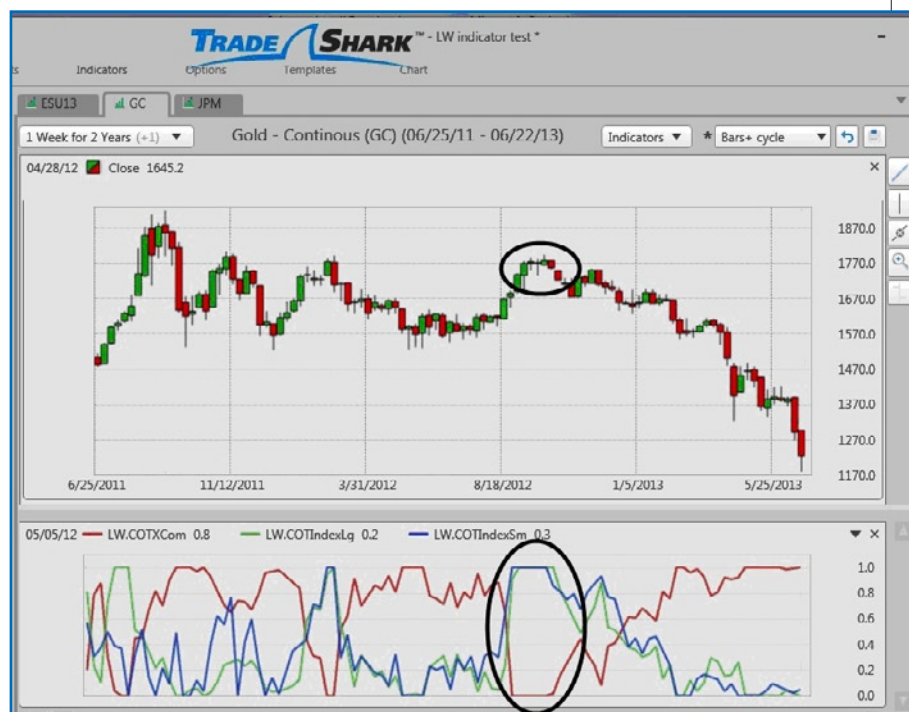 TRADE SHARK™ - LW indicator test *
ts Indicators Options Templates Chart
ESU13 GC JPM
1 Week for 2 Years (+1) Gold - Continous (GC) (06/25/11 - 06/22/13) Indicators * Bars+ cycle
04/28/12 Close 1645.2
1870.0
1770.0
1670.0
1570.0
1470.0
1370.0
1270.0
1170.0
6/25/2011 11/12/2011 3/31/2012 8/18/2012 1/5/2013 5/25/2013
05/05/12 LW.COTXCom 0.8 LW.COTIndexLg 0.2 LW.COTIndexSm 0.3
1.0
0.8
0.6
0.4
0.2
0.0